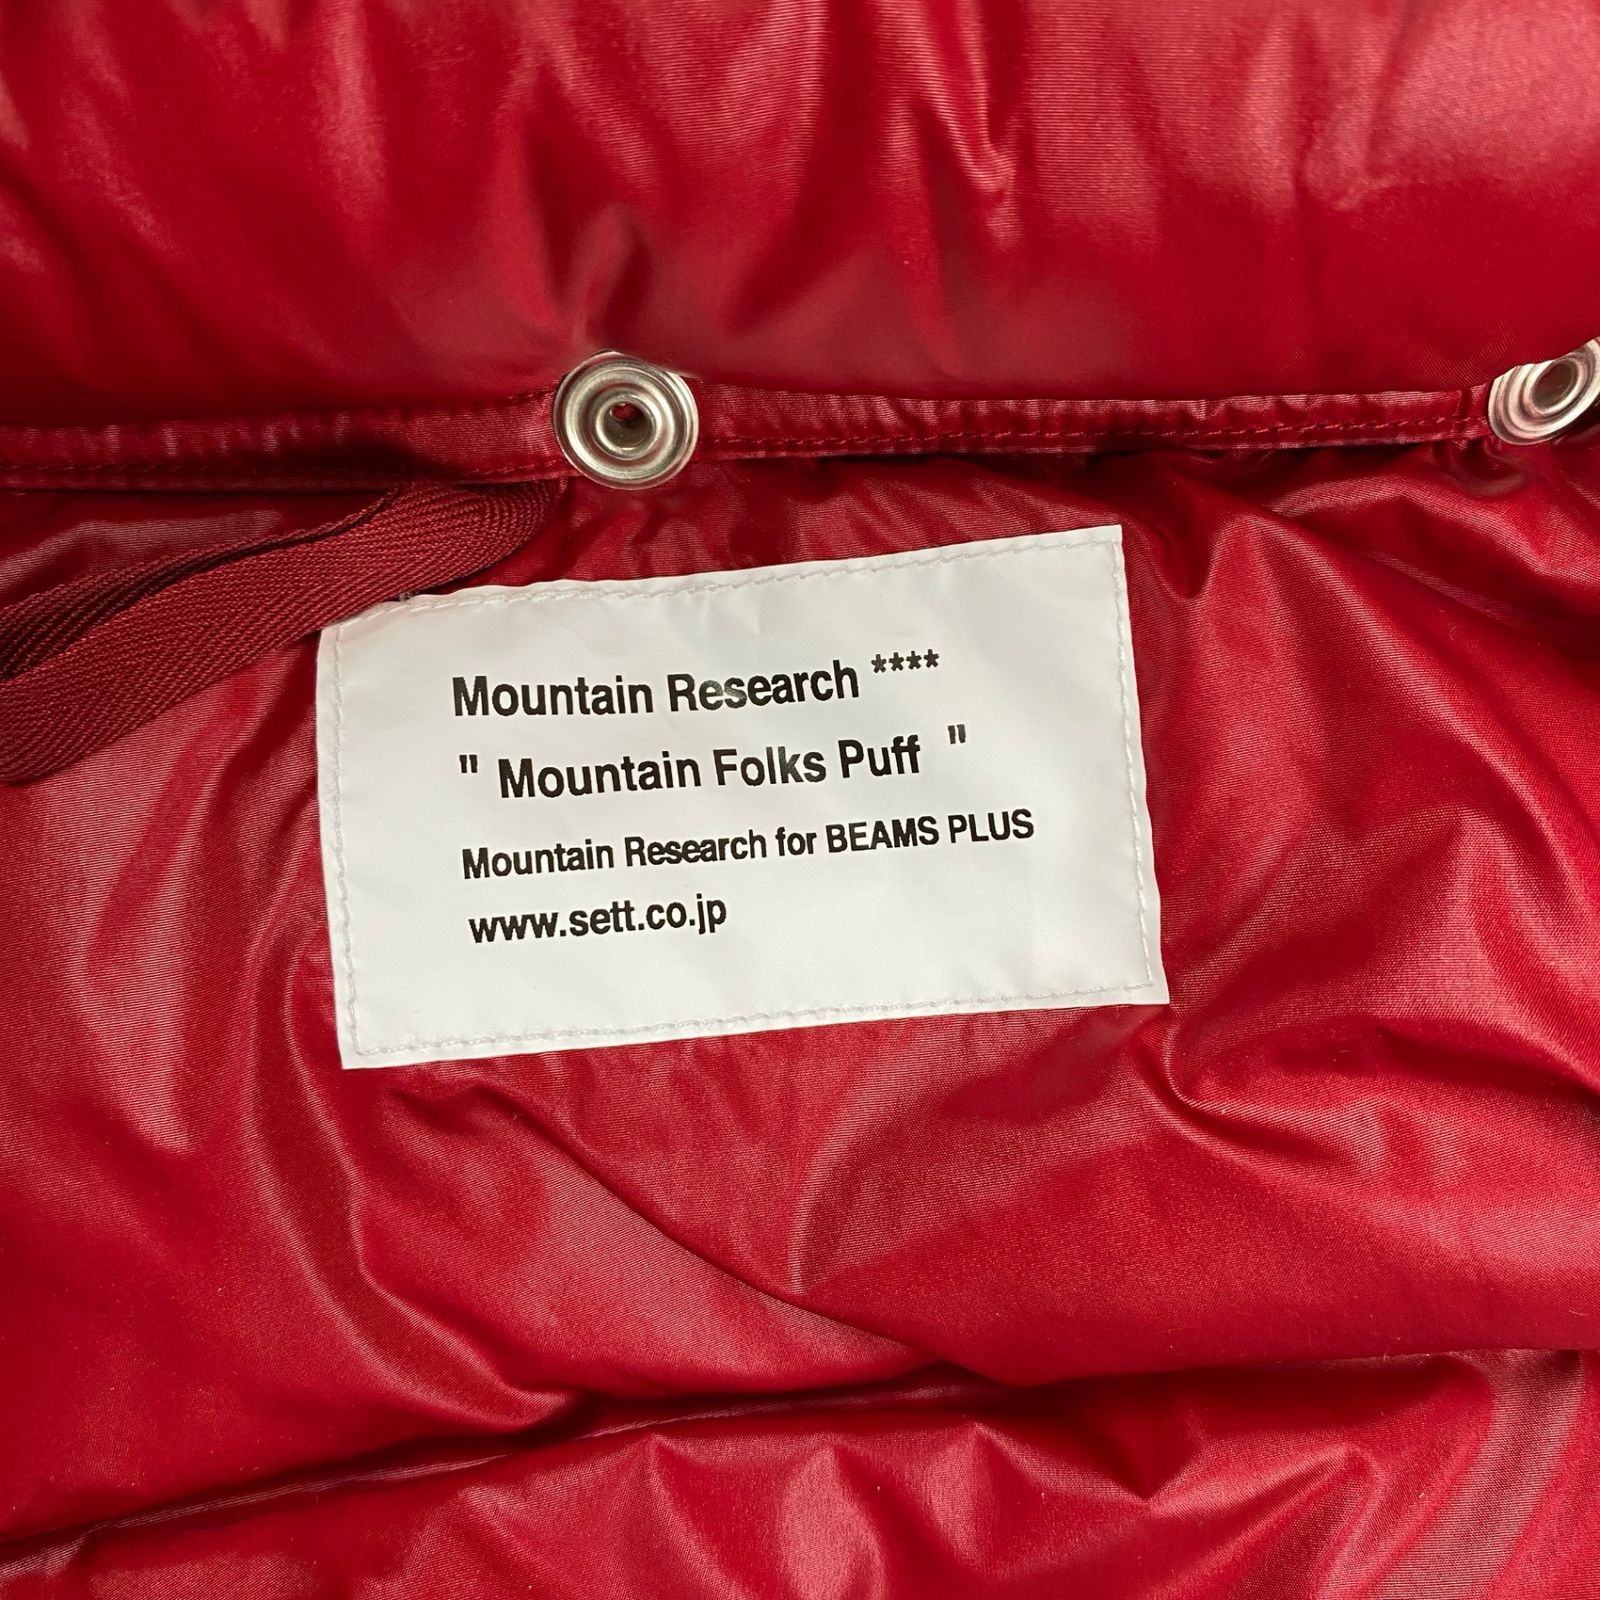 Mountain Research ****
" Mountain Folks Puff "
Mountain Research for BEAMS PLUS
www.sett.co.jp